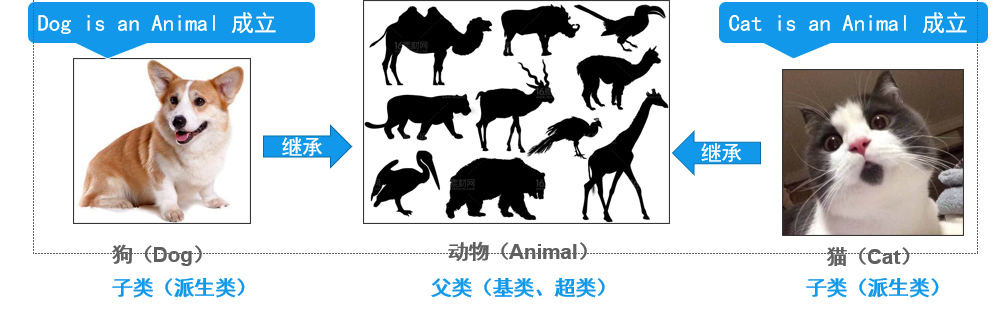 Dog is an Animal 成立
Cat is an Animal 成立
继承
继承
狗（Dog）
动物（Animal）
猫（Cat）
子类（派生类）
父类（基类、超类）
子类（派生类）